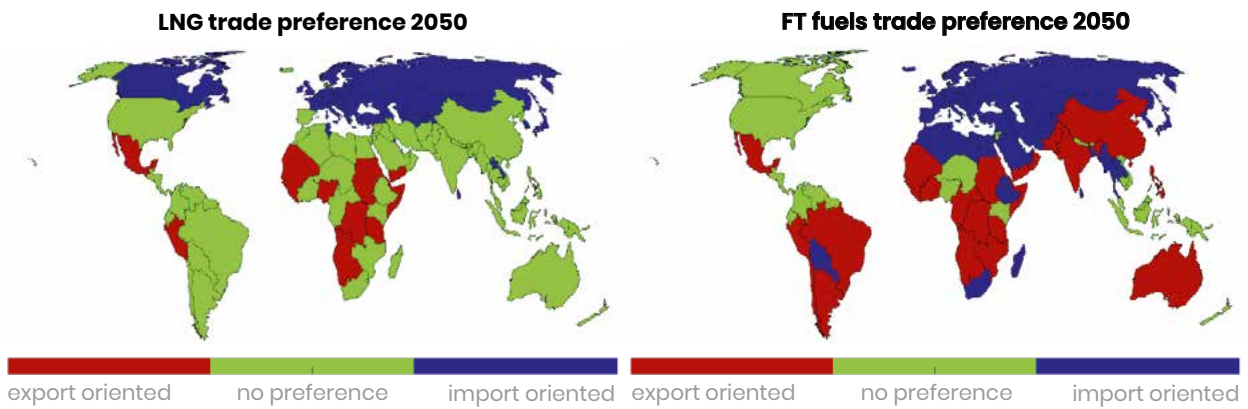 LNG trade preference 2050
FT fuels trade preference 2050
export oriented no preference import oriented
export oriented no preference import oriented